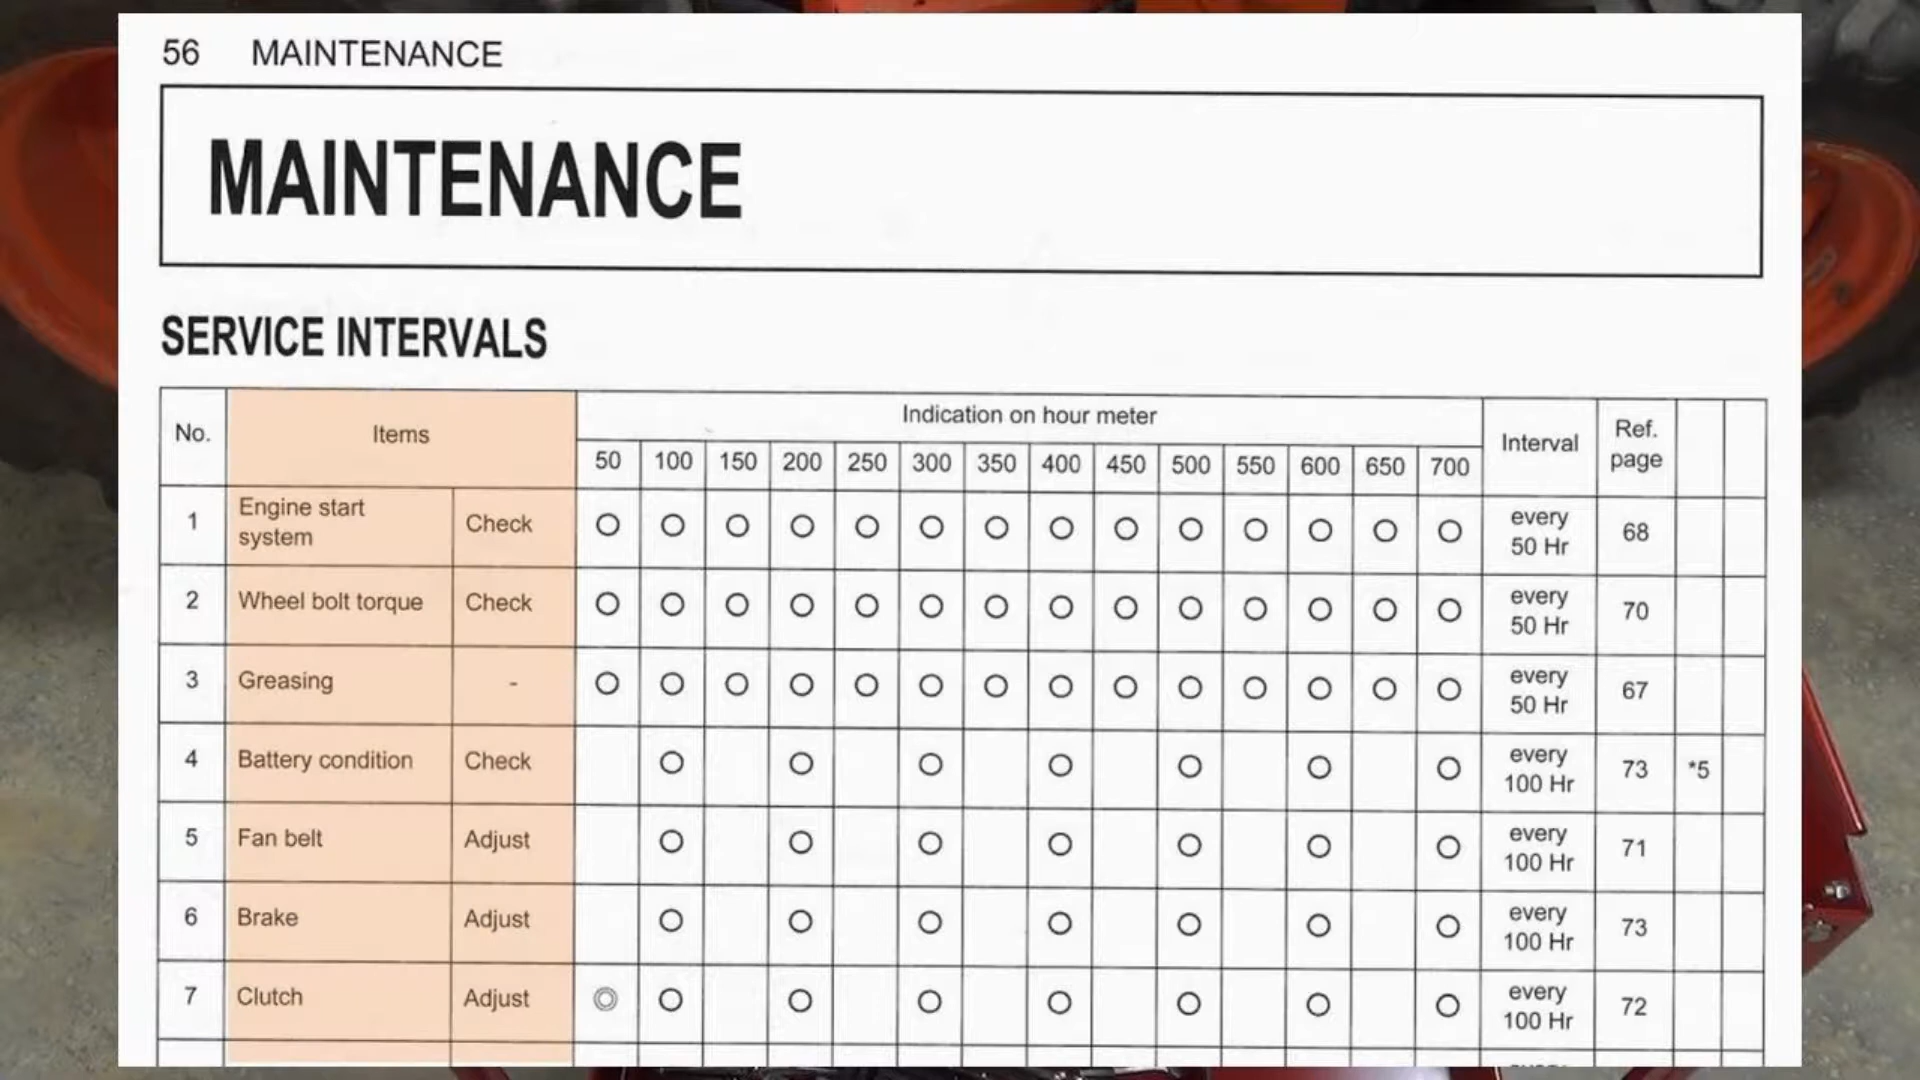 56 MAINTENANCE
MAINTENANCE
SERVICE INTERVALS
No. Items Indication on hour meter Interval Ref. page
50 100 150 200 250 300 350 400 450 500 550 600 650 700
1 Engine start system Check ○ ○ ○ ○ ○ ○ ○ ○ ○ ○ ○ ○ ○ ○ every 50 Hr 68
2 Wheel bolt torque Check ○ ○ ○ ○ ○ ○ ○ ○ ○ ○ ○ ○ ○ ○ every 50 Hr 70
3 Greasing - ○ ○ ○ ○ ○ ○ ○ ○ ○ ○ ○ ○ ○ ○ every 50 Hr 67
4 Battery condition Check ○ ○ ○ ○ ○ ○ ○ every 100 Hr 73 *5
5 Fan belt Adjust ○ ○ ○ ○ ○ ○ ○ every 100 Hr 71
6 Brake Adjust ○ ○ ○ ○ ○ ○ ○ every 100 Hr 73
7 Clutch Adjust ◎ ○ ○ ○ ○ ○ ○ ○ every 100 Hr 72